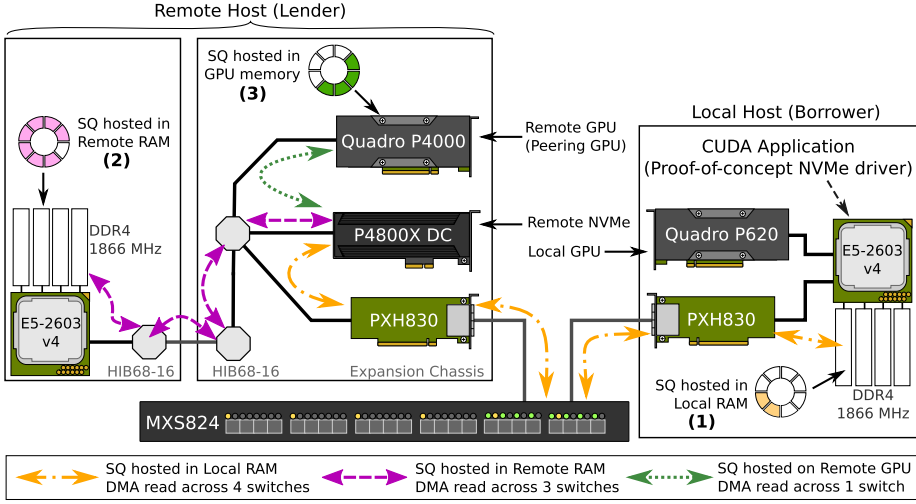 Remote Host (Lender)
SQ hosted in
GPU memory
(3)
SQ hosted in
Remote RAM
(2)
Quadro P4000
Remote GPU
(Peering GPU)
Local Host (Borrower)
CUDA Application
(Proof-of-concept NVMe driver)
DDR4
1866 MHz
P4800X DC
Remote NVMe
Local GPU
Quadro P620
E5-2603
v4
E5-2603
v4
PXH830
PXH830
HIB68-16
HIB68-16
Expansion Chassis
SQ hosted in
Local RAM
(1)
DDR4
1866 MHz
MXS824
SQ hosted in Local RAM
DMA read across 4 switches
SQ hosted in Remote RAM
DMA read across 3 switches
SQ hosted on Remote GPU
DMA read across 1 switch